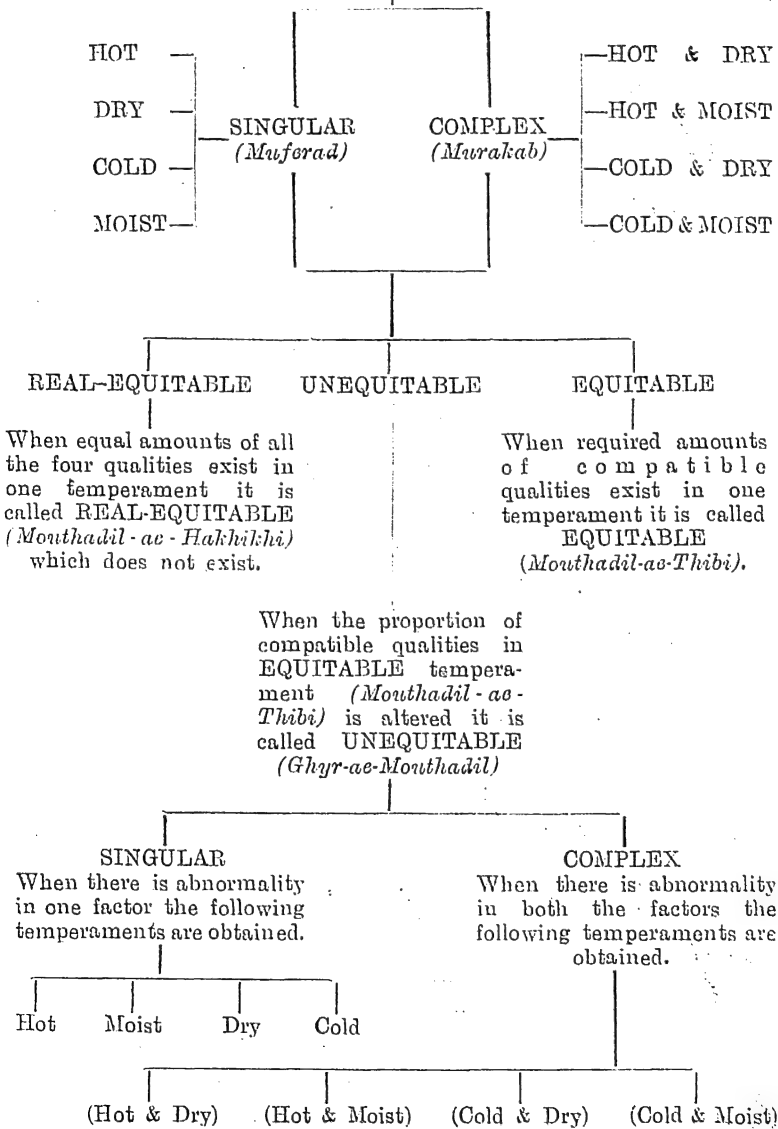 HOT
DRY
COLD
MOIST
SINGULAR
(Muferad)
COMPLEX
(Murakab)
HOT & DRY
HOT & MOIST
COLD & DRY
COLD & MOIST
REAL-EQUITABLE
When equal amounts of all
the four qualities exist in
one temperament it is
called REAL-EQUITABLE
(Mouthadil - ae - Hakhikhi)
which does not exist.
UNEQUITABLE
EQUITABLE
When required amounts
of compatible
qualities exist in one
temperament it is called
EQUITABLE
(Mouthadil-ae-Thibi).
When the proportion of
compatible qualities in
EQUITABLE tempera-
ment (Mouthadil - ae -
Thibi) is altered it is
called UNEQUITABLE
(Ghyr-ae-Mouthadil)
SINGULAR
When there is abnormality
in one factor the following
temperaments are obtained.
Hot Moist Dry Cold
COMPLEX
When there is abnormality
in both the factors the
following temperaments are
obtained.
(Hot & Dry) (Hot & Moist) (Cold & Dry) (Cold & Moist)